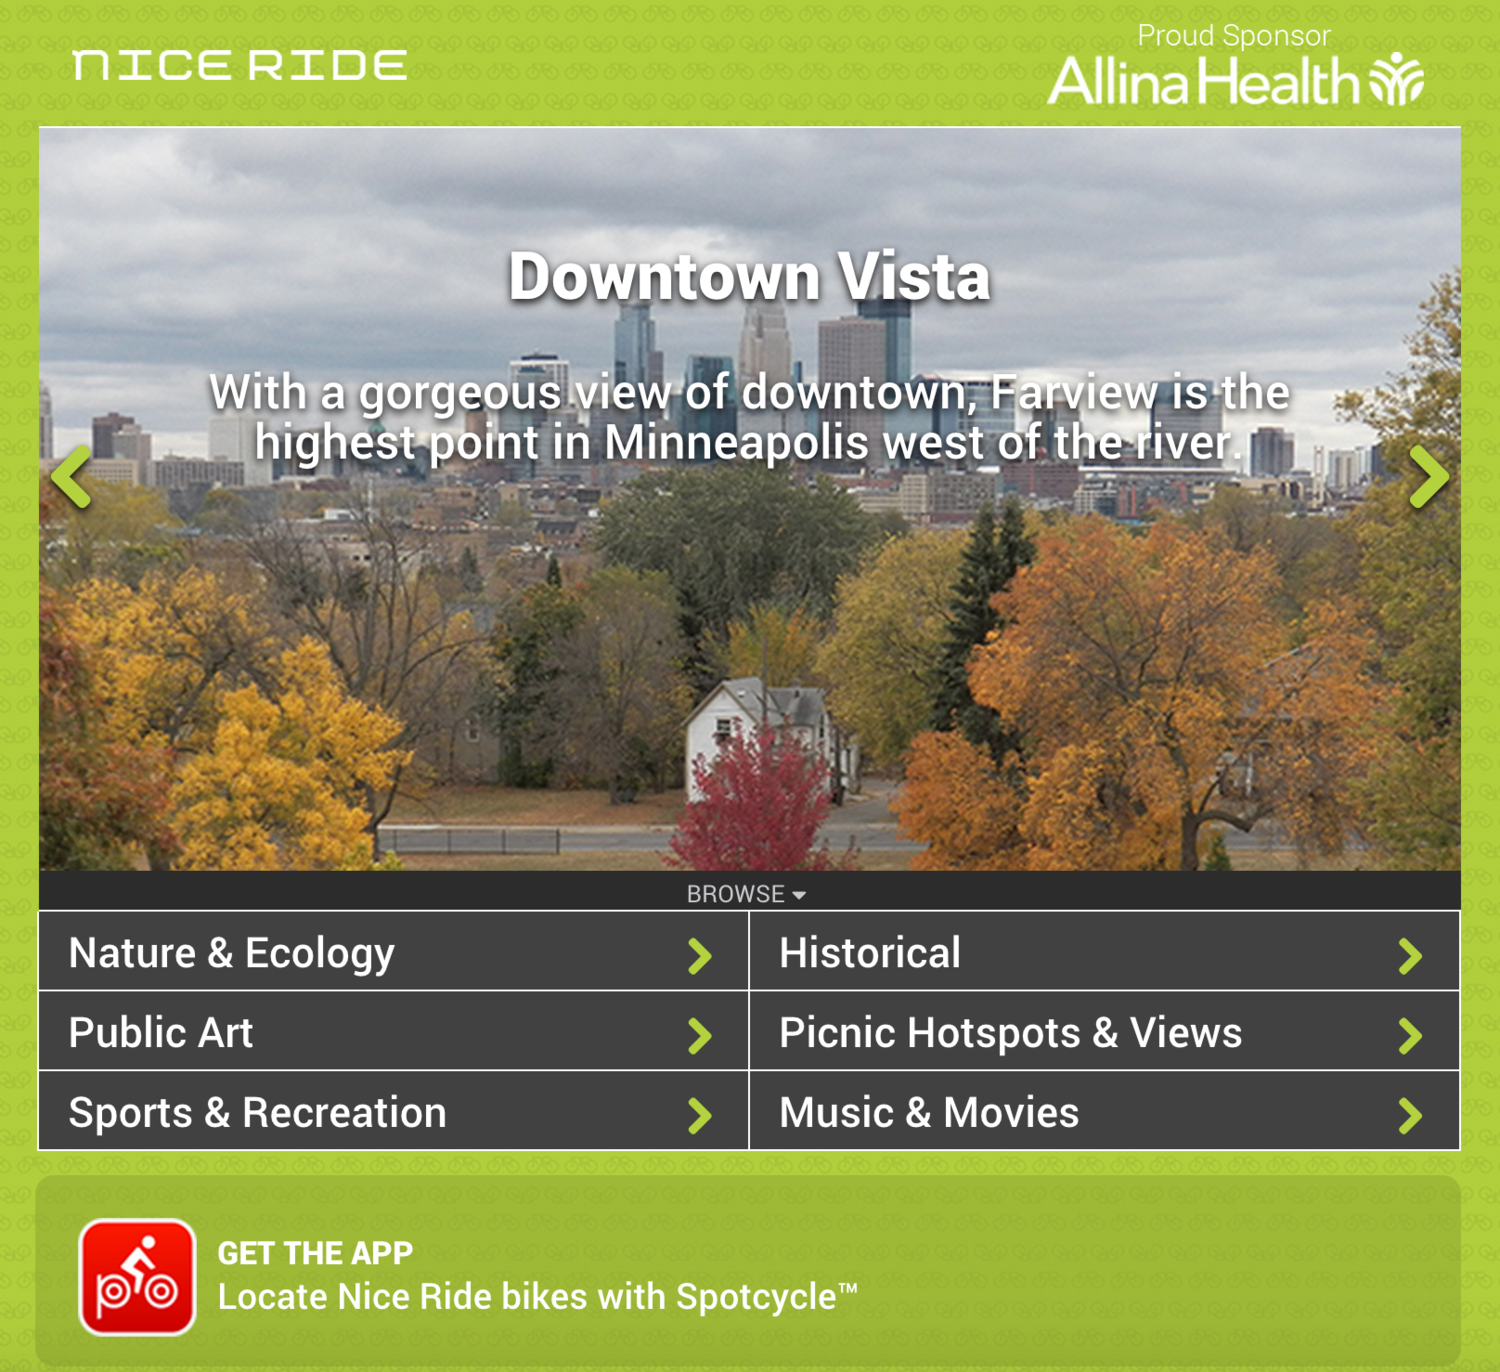 NICE RIDE
Proud Sponsor
Allina Health
Downtown Vista
With a gorgeous view of downtown, Farview is the
highest point in Minneapolis west of the river.
BROWSE
Nature & Ecology
Historical
Public Art
Picnic Hotspots & Views
Sports & Recreation
Music & Movies
GET THE APP
Locate Nice Ride bikes with Spotcycle™